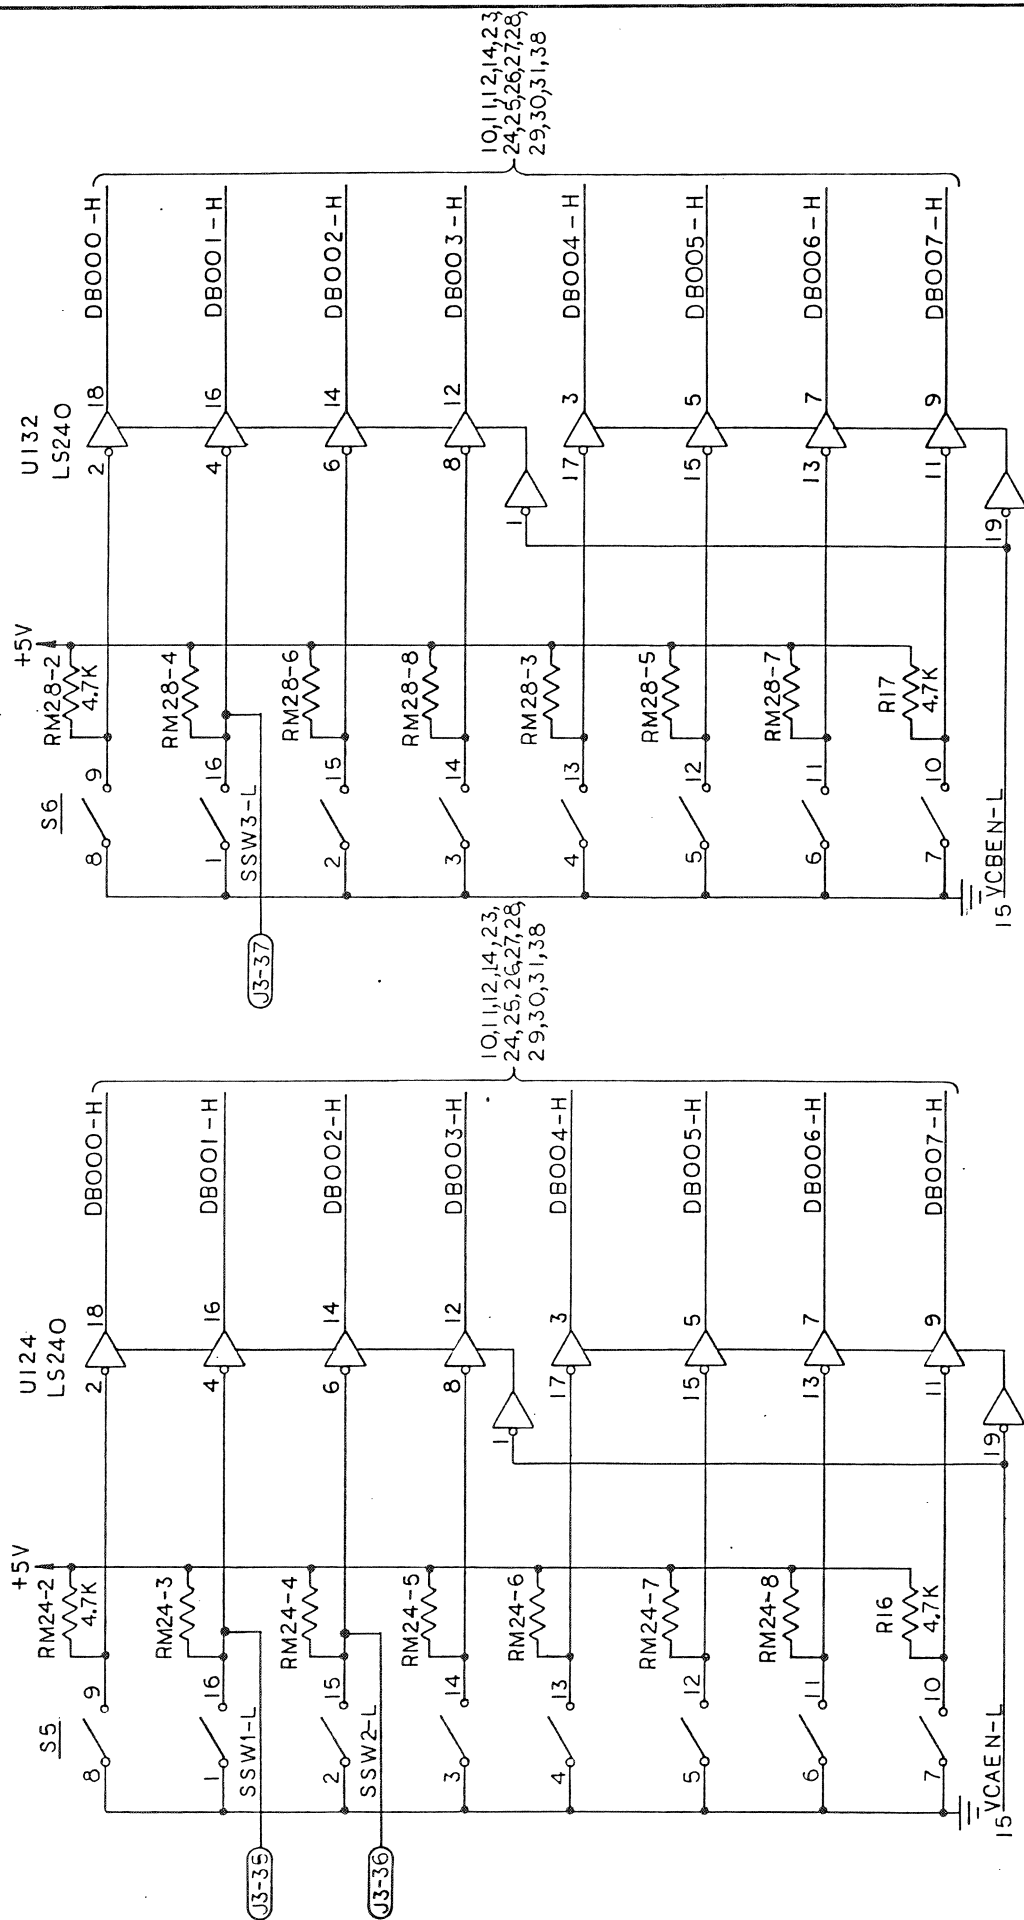 S5
+5V
U124
LS240
8
9
RM24-2
4.7K
2
18
DB000-H
1
16
RM24-3
4
16
DB001-H
SSW1-L
J3-35
2
15
RM24-4
6
14
DB002-H
SSW2-L
J3-36
3
14
RM24-5
8
12
DB003-H
1
10,11,12,14,23,
24,25,26,27,28,
29,30,31,38
4
13
RM24-6
17
3
DB004-H
5
12
RM24-7
15
5
DB005-H
6
11
RM24-8
13
7
DB006-H
7
10
R16
4.7K
11
9
DB007-H
15
VCAEN-L
19
S6
+5V
U132
LS240
8
9
RM28-2
4.7K
2
18
DB000-H
1
16
RM28-4
4
16
DB001-H
SSW3-L
J3-37
2
15
RM28-6
6
14
DB002-H
3
14
RM28-8
8
12
DB003-H
1
10,11,12,14,23,
24,25,26,27,28,
29,30,31,38
4
13
RM28-3
17
3
DB004-H
5
12
RM28-5
15
5
DB005-H
6
11
RM28-7
13
7
DB006-H
7
10
R17
4.7K
11
9
DB007-H
15
VCBEN-L
19